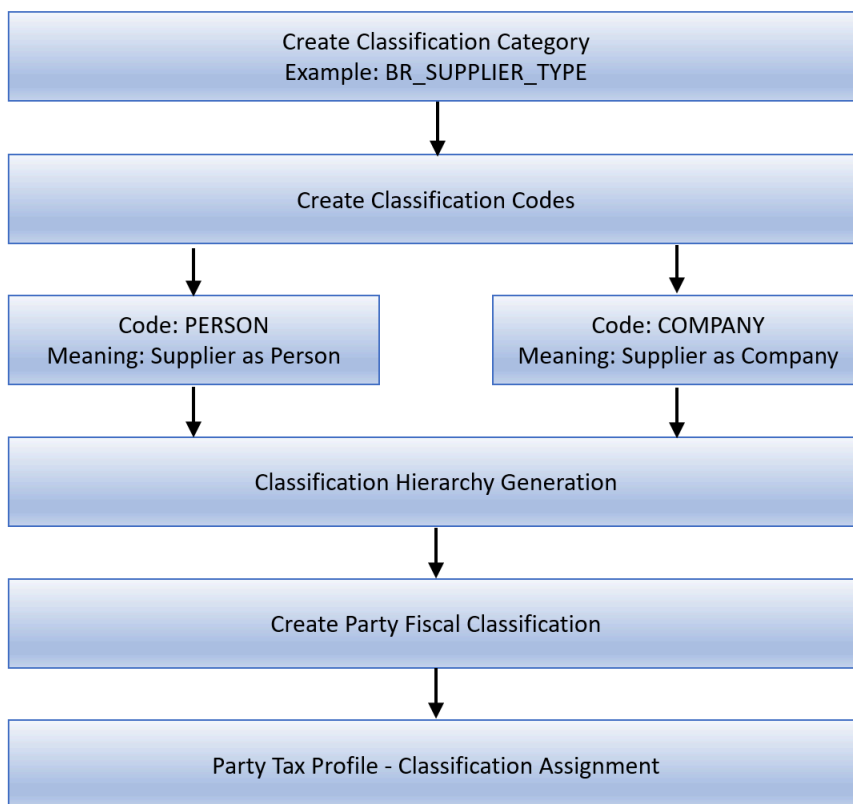 Create Classification Category
Example: BR_SUPPLIER_TYPE
Create Classification Codes
Code: PERSON
Meaning: Supplier as Person
Code: COMPANY
Meaning: Supplier as Company
Classification Hierarchy Generation
Create Party Fiscal Classification
Party Tax Profile - Classification Assignment